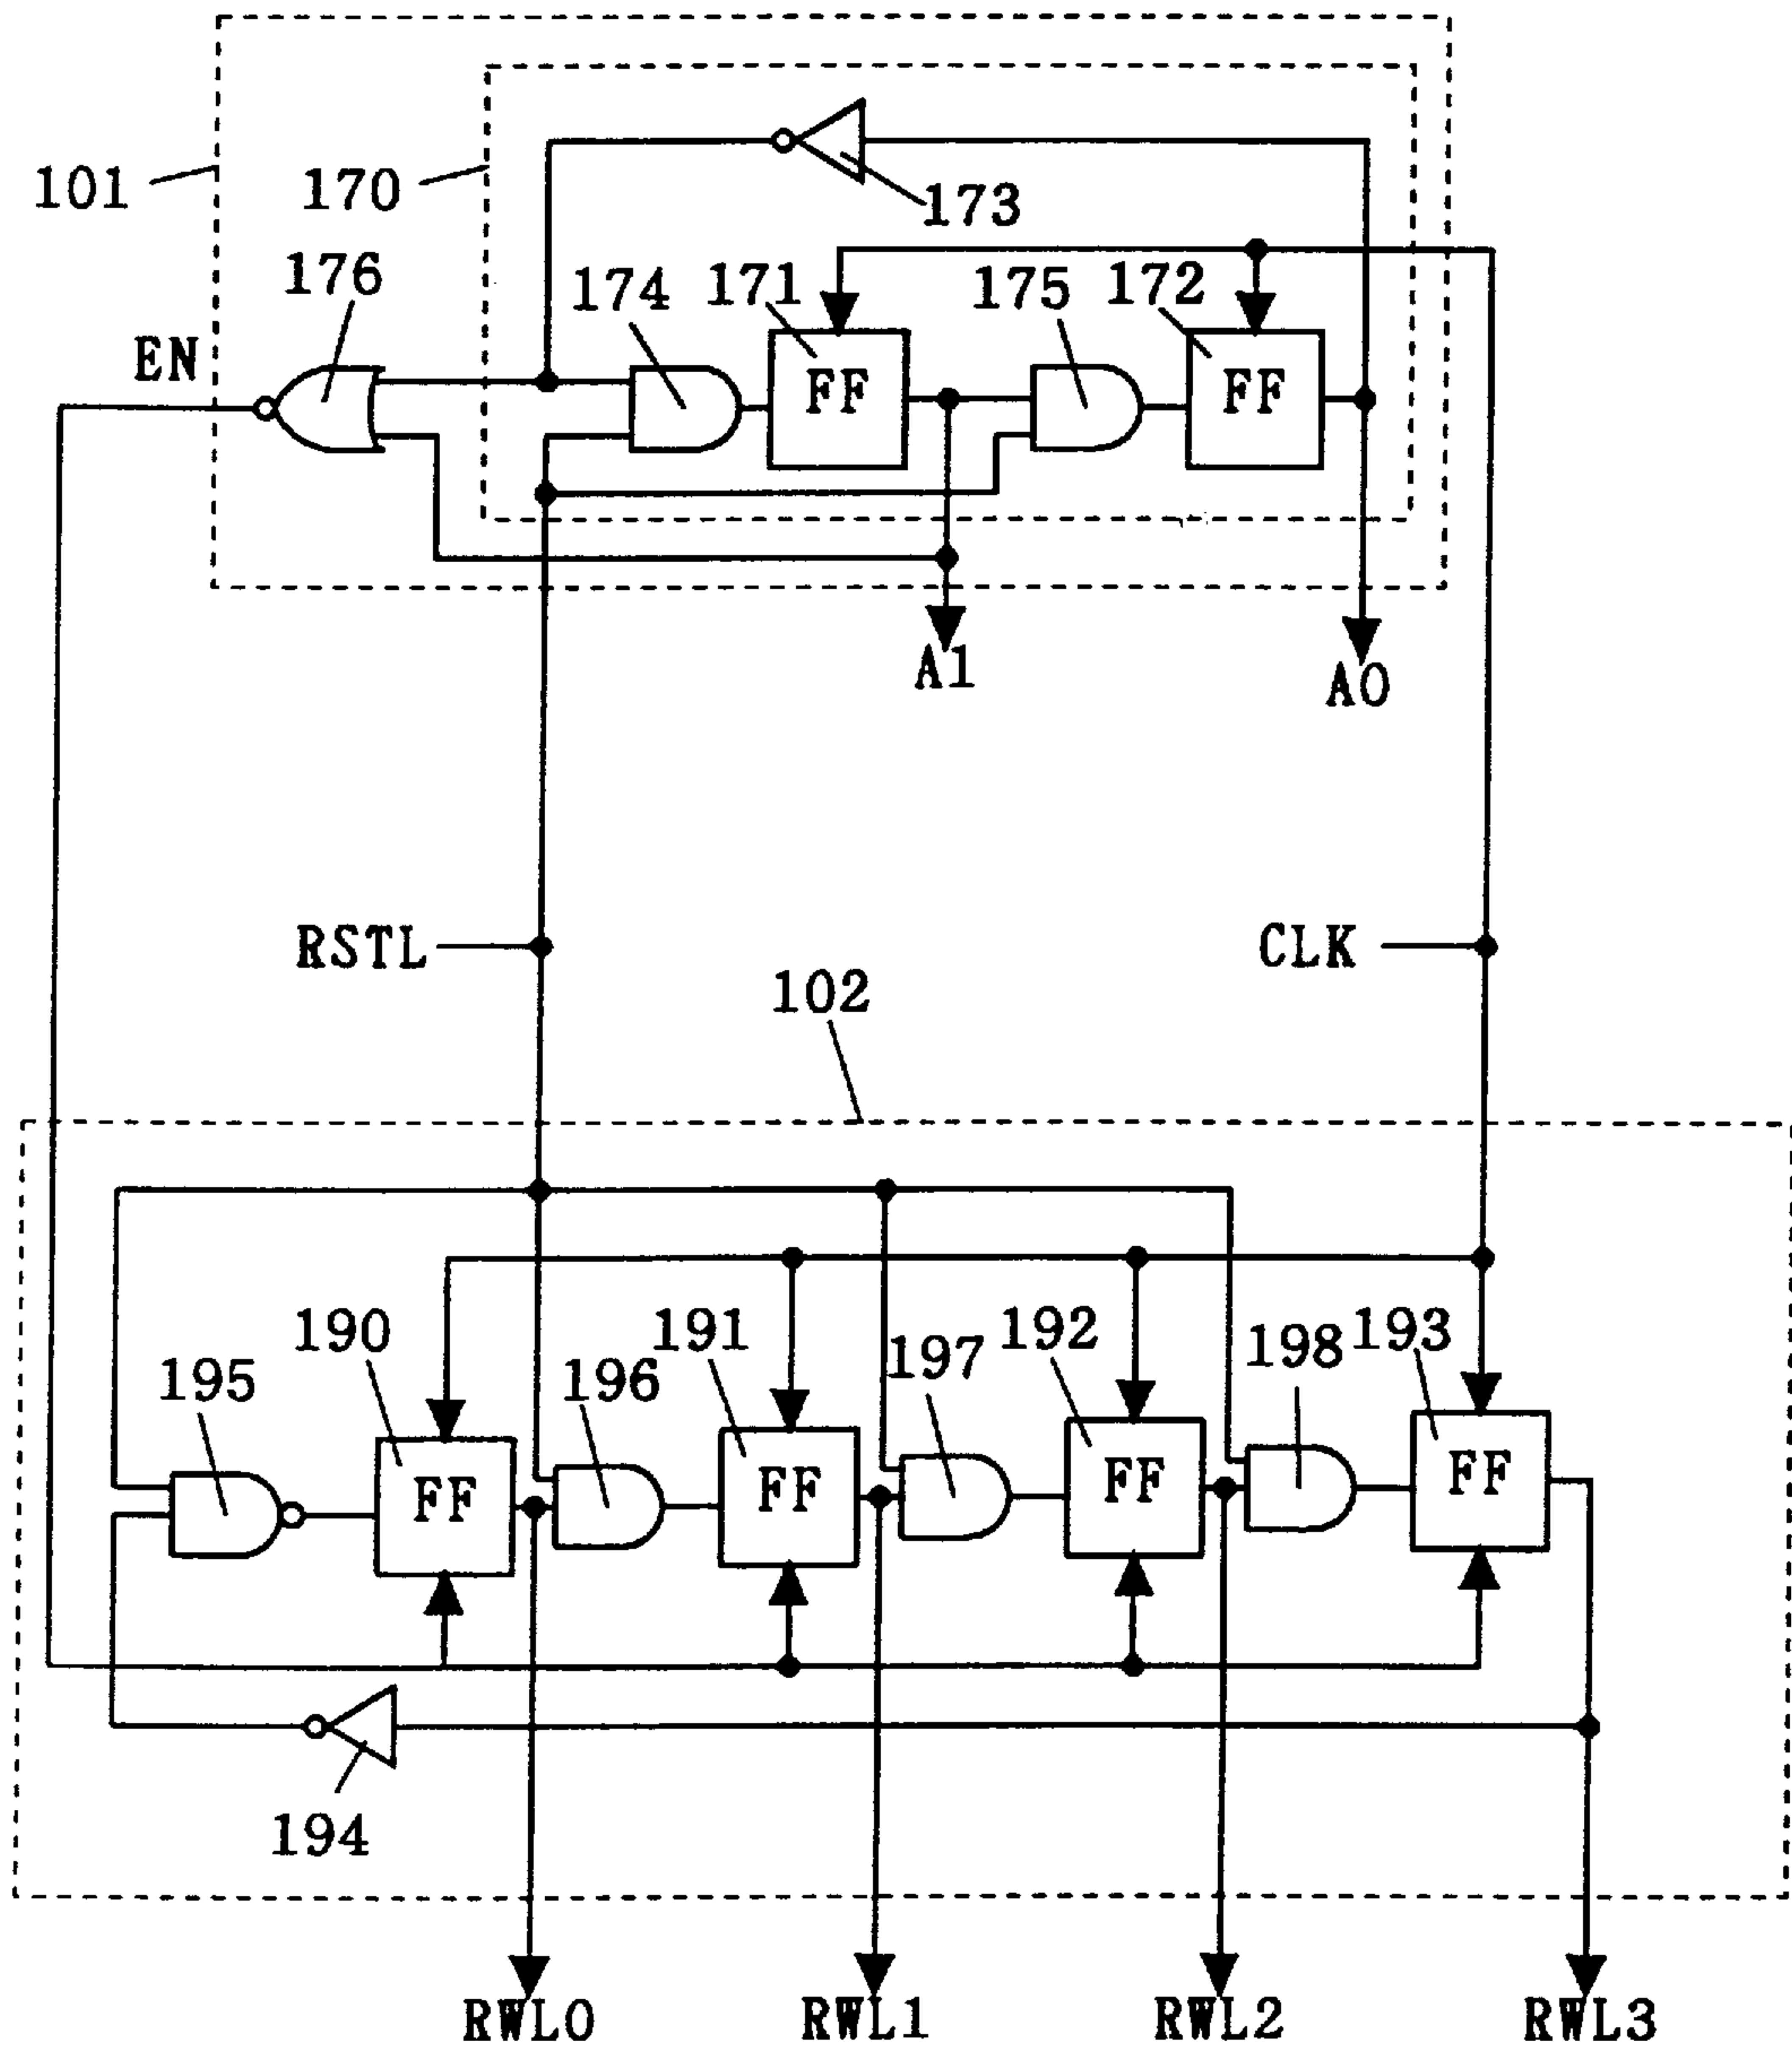 101
170
173
176
174
171
175
172
EN
FF
FF
A1
A0
RSTL
CLK
102
190
191
192
193
195
196
197
198
FF
FF
FF
FF
194
RWL0
RWL1
RWL2
RWL3